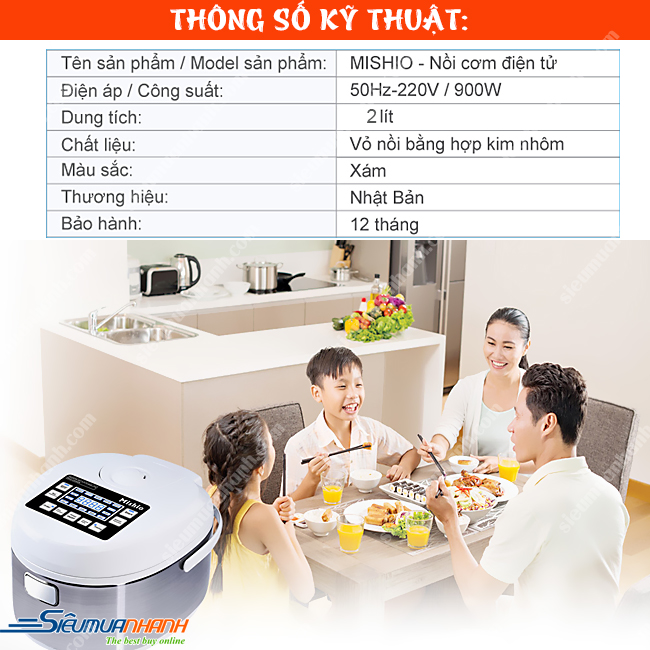 THÔNG SỐ KỸ THUẬT:
Tên sản phẩm / Model sản phẩm: MISHIO - Nồi cơm điện tử
Điện áp / Công suất: 50Hz-220V / 900W
Dung tích: 2 lít
Chất liệu: Vỏ nồi bằng hợp kim nhôm
Màu sắc: Xám
Thương hiệu: Nhật Bản
Bảo hành: 12 tháng
Mishio
SIÊUMUANHANH
The best buy online